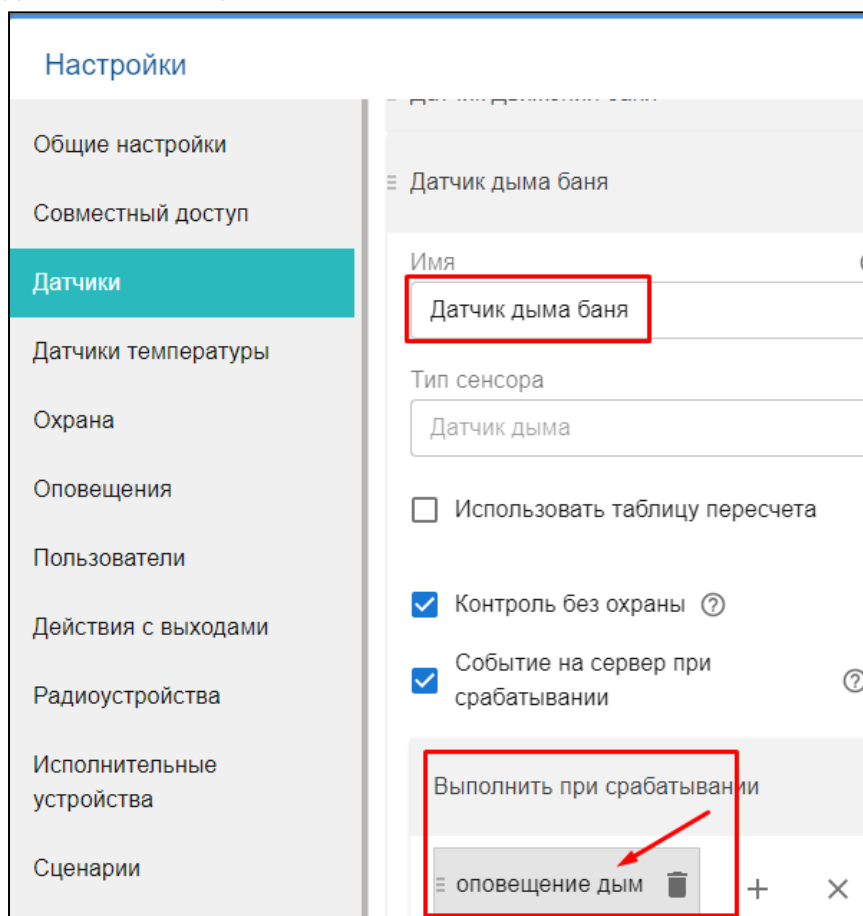 Настройки
Общие настройки
Совместный доступ
Датчики
Датчики температуры
Охрана
Оповещения
Пользователи
Действия с выходами
Радиоустройства
Исполнительные
устройства
Сценарии
Датчик дыма баня
Имя
Датчик дыма баня
Тип сенсора
Датчик дыма
Использовать таблицу пересчета
Контроль без охраны
Событие на сервер при
срабатывании
Выполнить при срабатывании
оповещение дым